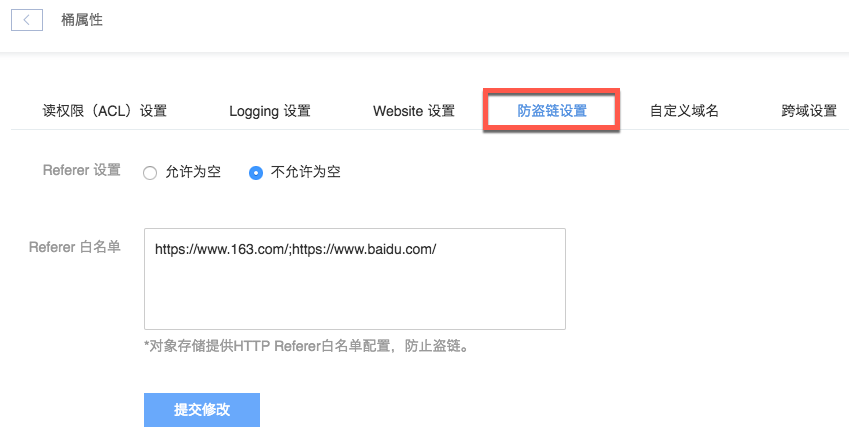 桶属性
读权限（ACL）设置 Logging 设置 Website 设置 防盗链设置 自定义域名 跨域设置
Referer 设置 允许为空 不允许为空
Referer 白名单 https://www.163.com/;https://www.baidu.com/
*对象存储提供HTTP Referer白名单配置，防止盗链。
提交修改